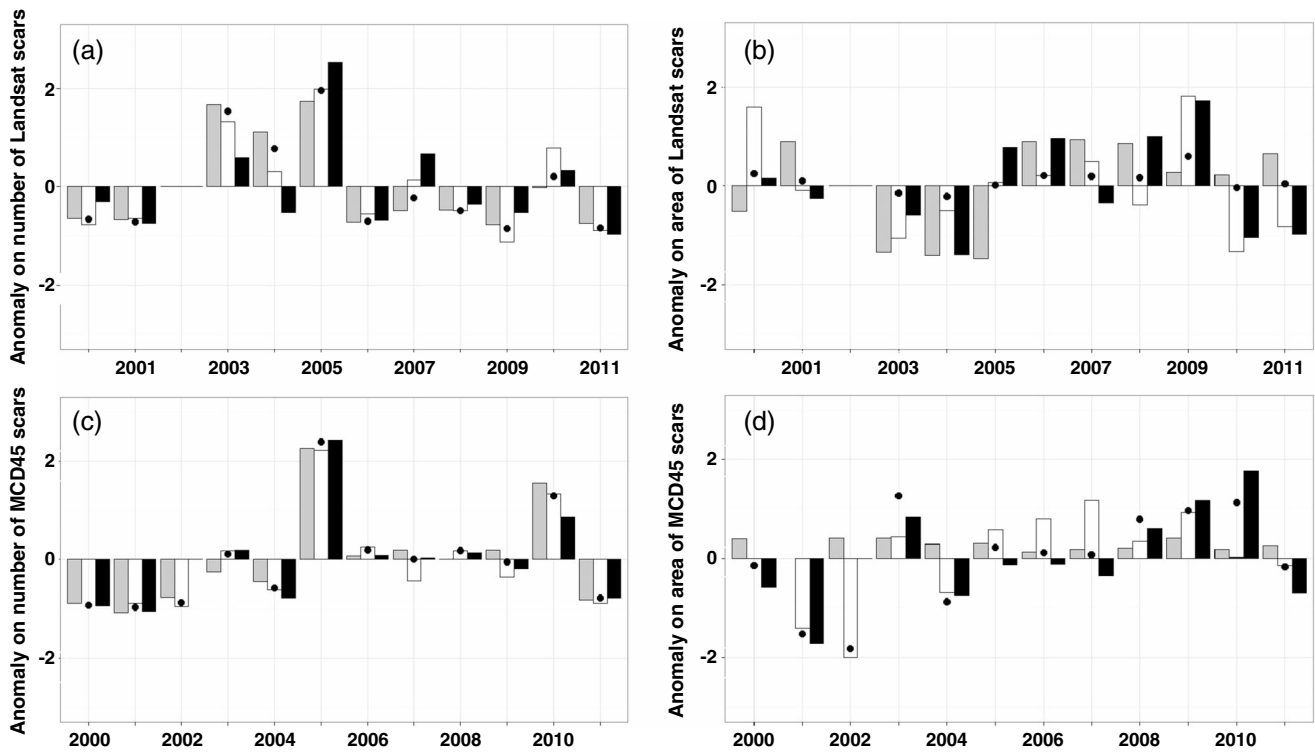 (a)
Anomaly on number of Landsat scars
2
0
-2
2001 2003 2005 2007 2009 2011
(b)
Anomaly on area of Landsat scars
2
0
-2
2001 2003 2005 2007 2009 2011
(c)
Anomaly on number of MCD45 scars
2
0
-2
2000 2002 2004 2006 2008 2010
(d)
Anomaly on area of MCD45 scars
2
0
-2
2000 2002 2004 2006 2008 2010